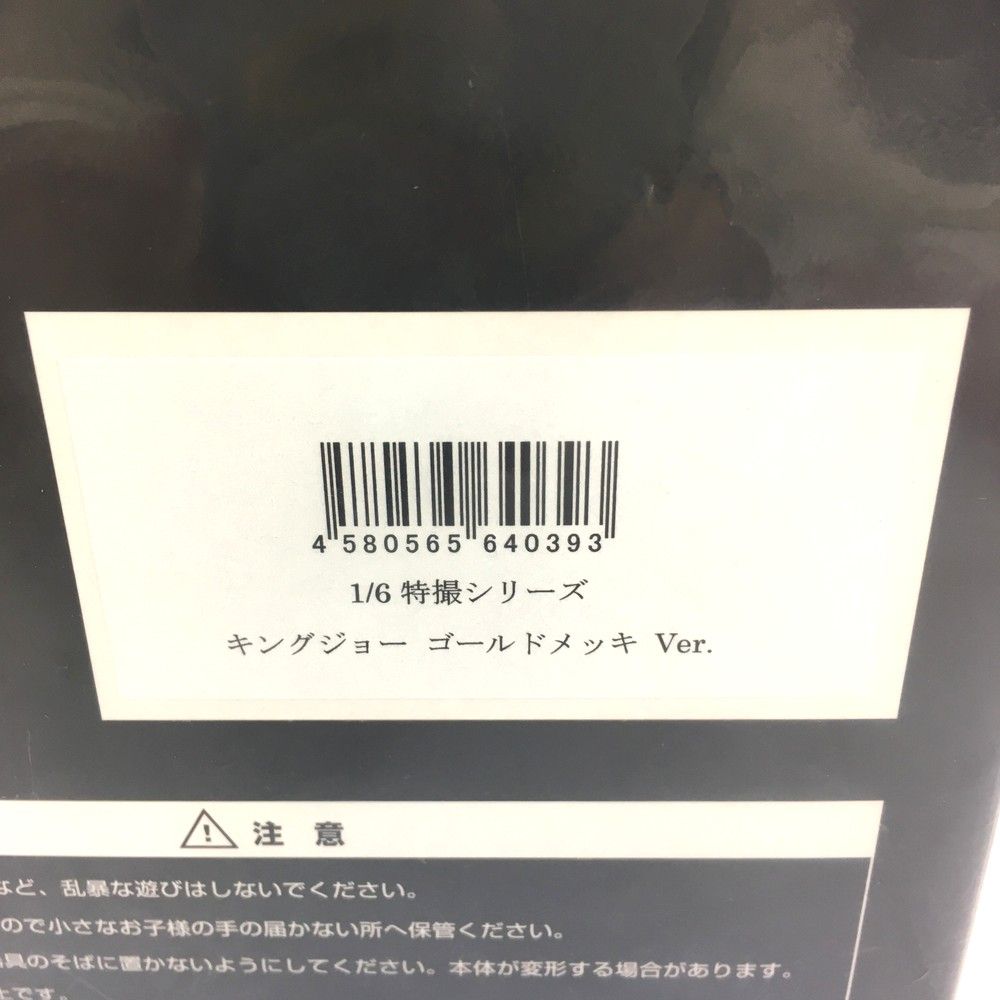 4 580565 640393
1/6 特撮シリーズ
キングジョー ゴールドメッキ Ver.
注 意
など、乱暴な遊びはしないでください。
ので小さなお子様の手の届かない所へ保管ください。
具のそばに置かないようにしてください。本体が変形する場合があります。
です。